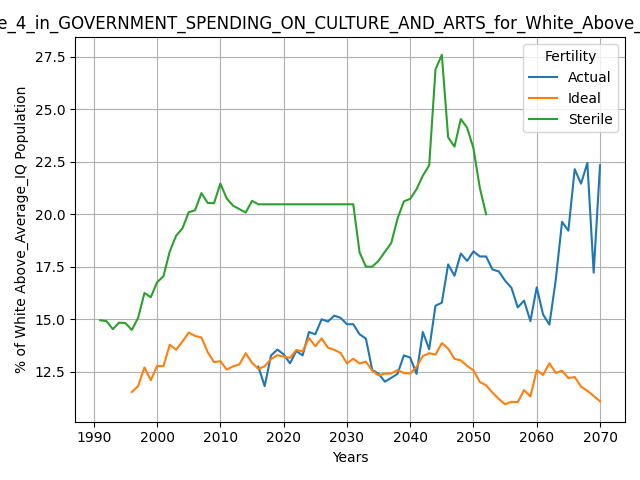 e_4_in_GOVERNMENT_SPENDING_ON_CULTURE_AND_ARTS_for_White_Above_
Fertility
Actual
Ideal
Sterile
% of White Above_Average_IQ Population
27.5
25.0
22.5
20.0
17.5
15.0
12.5
1990
2000
2010
2020
2030
2040
2050
2060
2070
Years